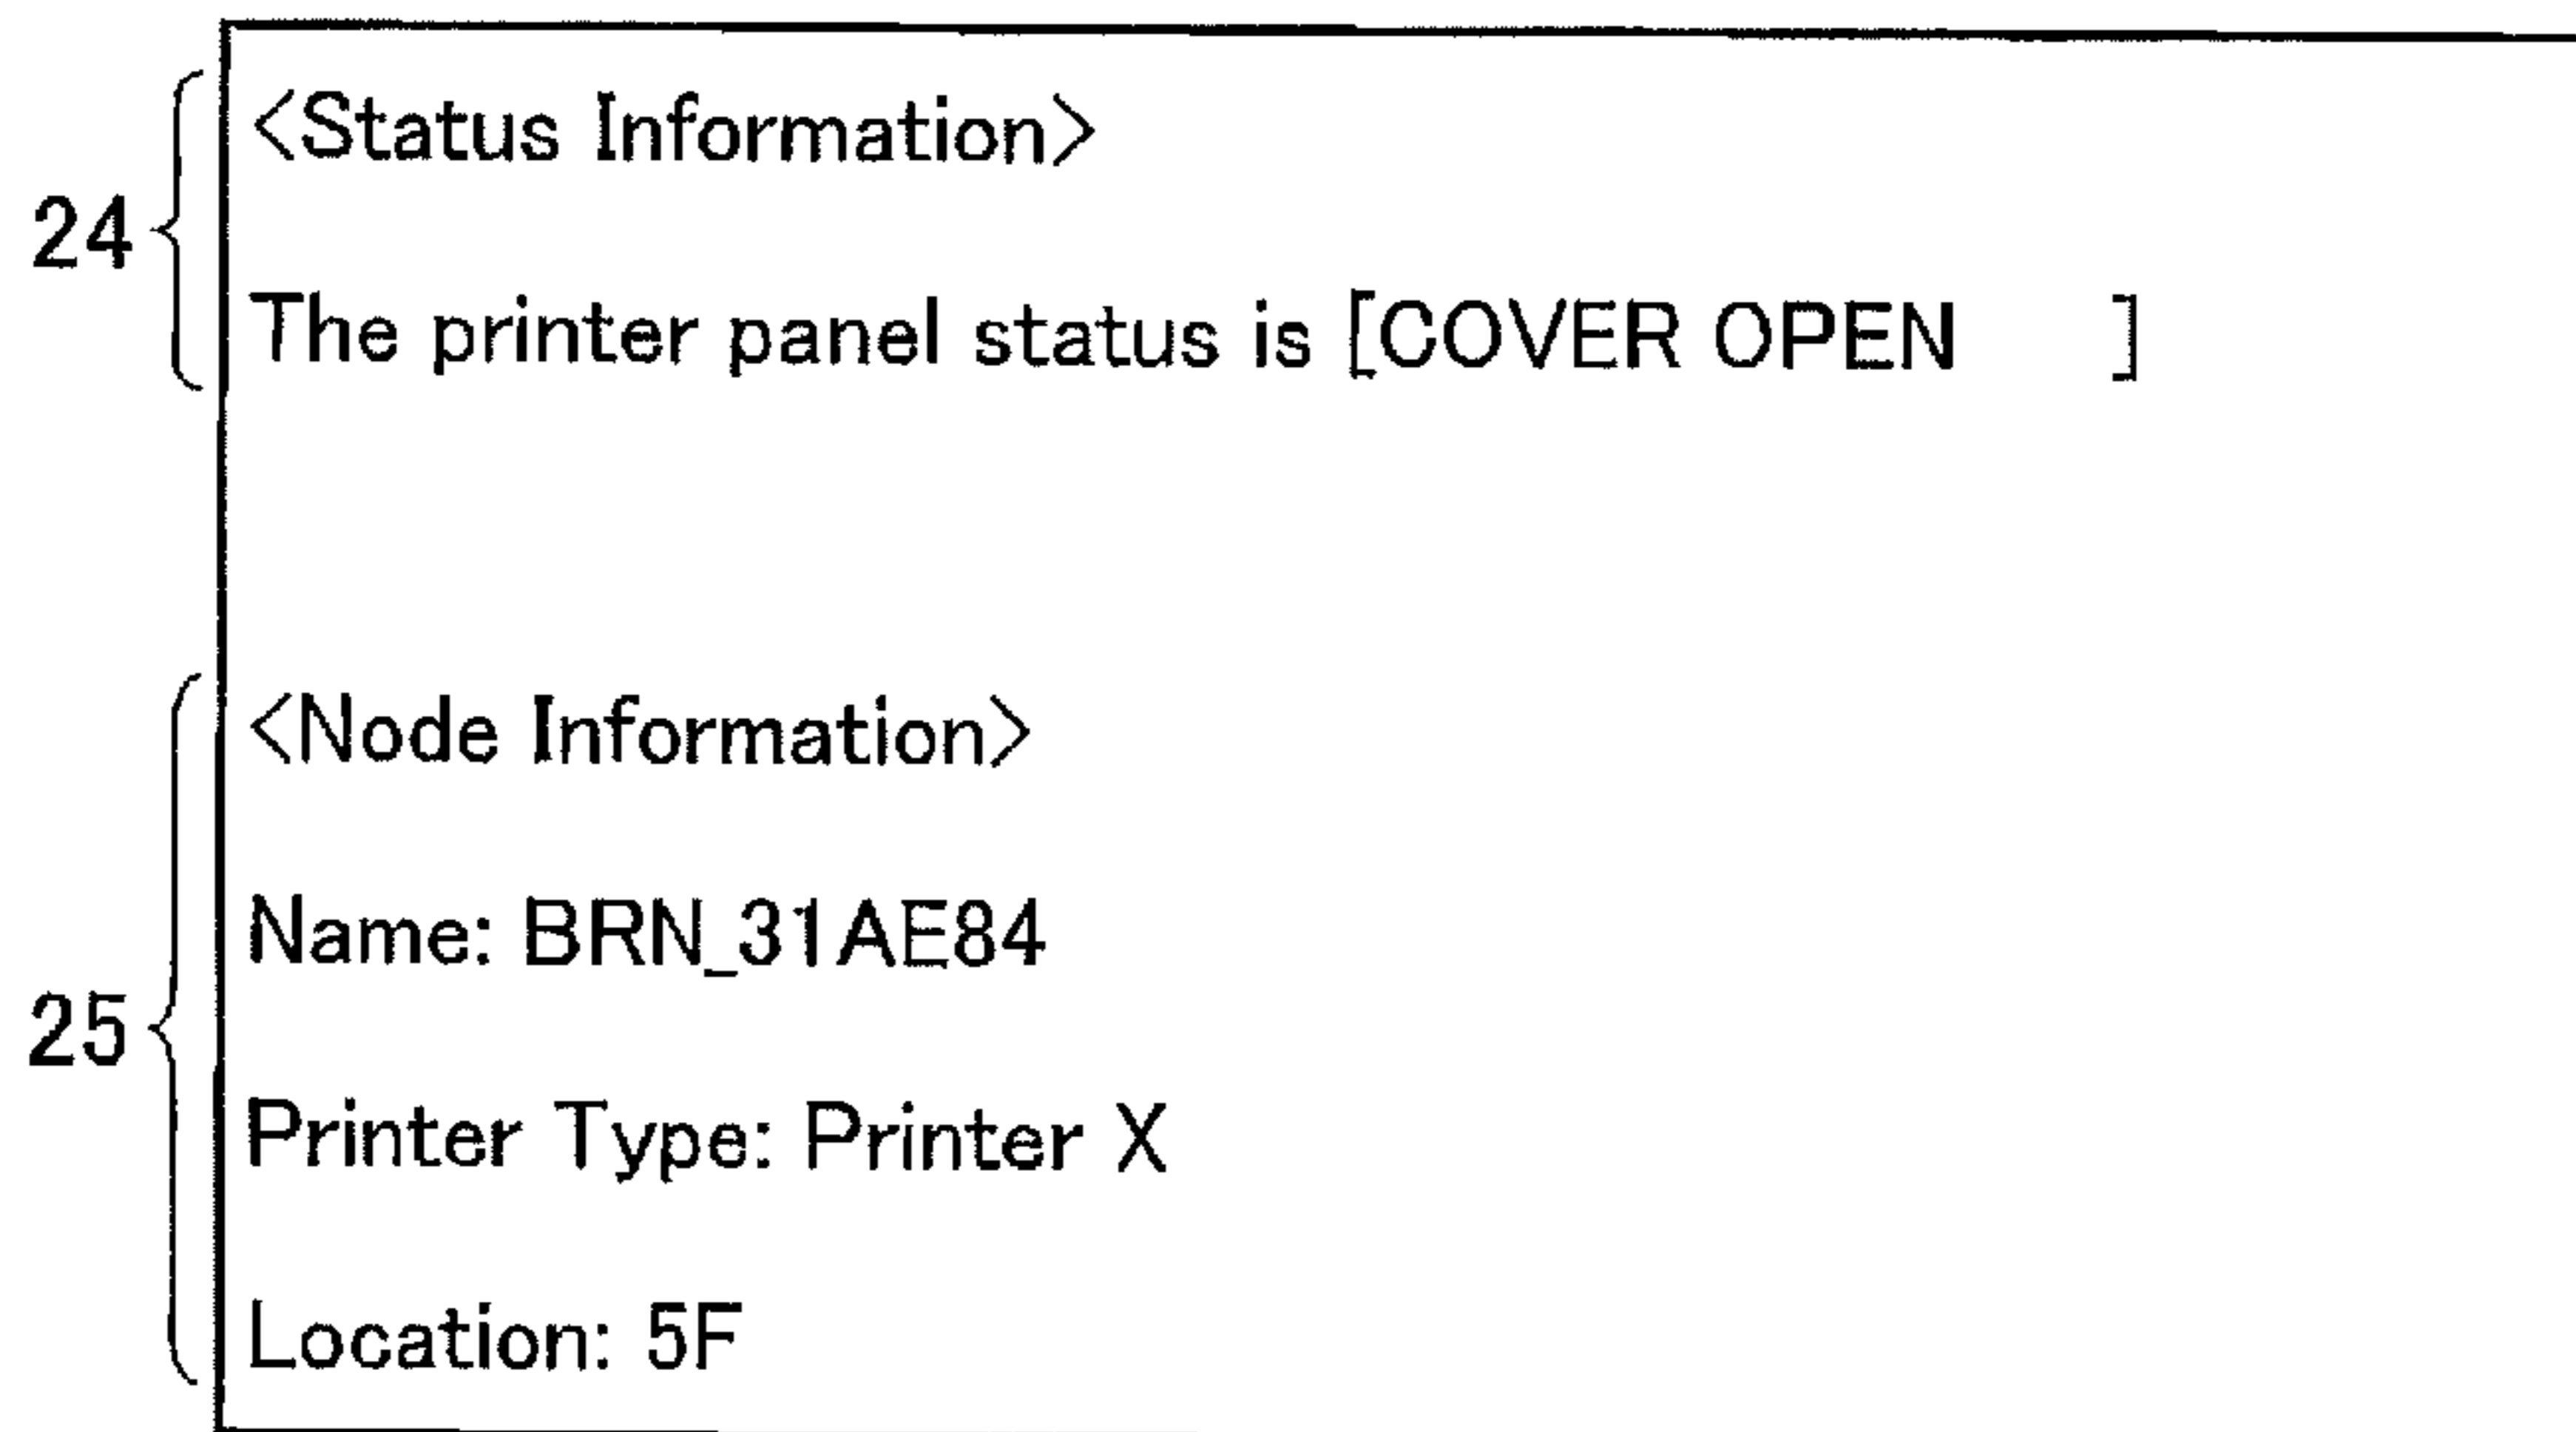 24
<Status Information>
The printer panel status is [COVER OPEN ]
25
<Node Information>
Name: BRN_31AE84
Printer Type: Printer X
Location: 5F